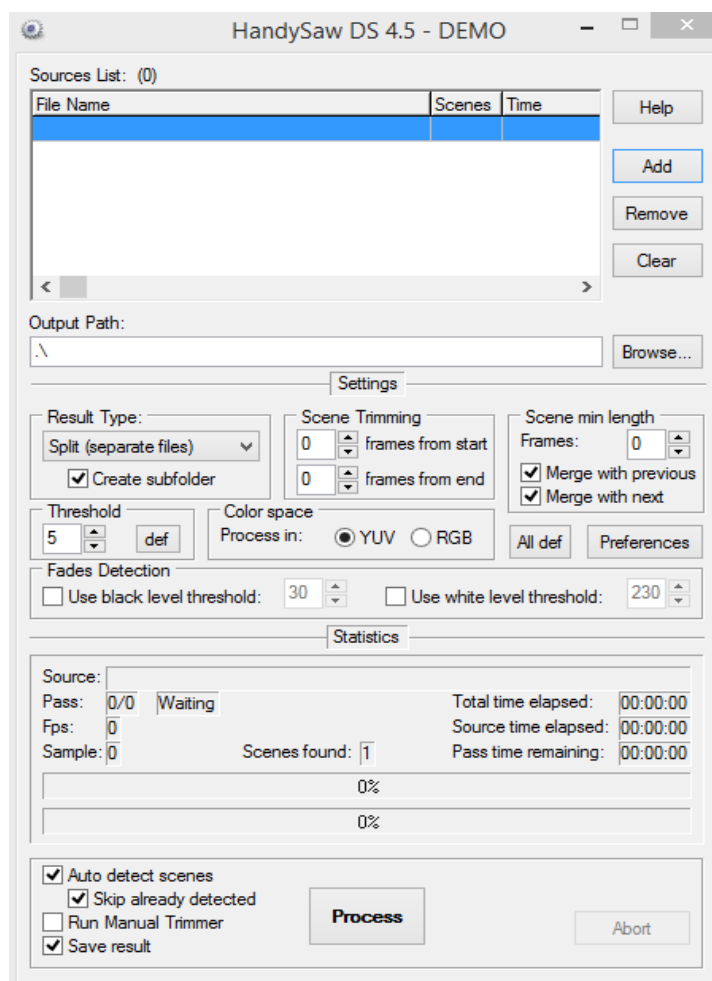 HandySaw DS 4.5 - DEMO
Sources List: (0)
File Name Scenes Time
Help
Add
Remove
Clear
Output Path:
.\
Browse...
Settings
Result Type:
Split (separate files)
Create subfolder
Scene Trimming
0 frames from start
0 frames from end
Scene min length
Frames: 0
Merge with previous
Merge with next
Threshold
5 def
Color space
Process in: YUV RGB
All def Preferences
Fades Detection
Use black level threshold: 30 Use white level threshold: 230
Statistics
Source:
Pass: 0/0 Waiting Total time elapsed: 00:00:00
Fps: 0 Source time elapsed: 00:00:00
Sample: 0 Scenes found: 1 Pass time remaining: 00:00:00
0%
0%
Auto detect scenes
Skip already detected
Run Manual Trimmer
Save result
Process
Abort